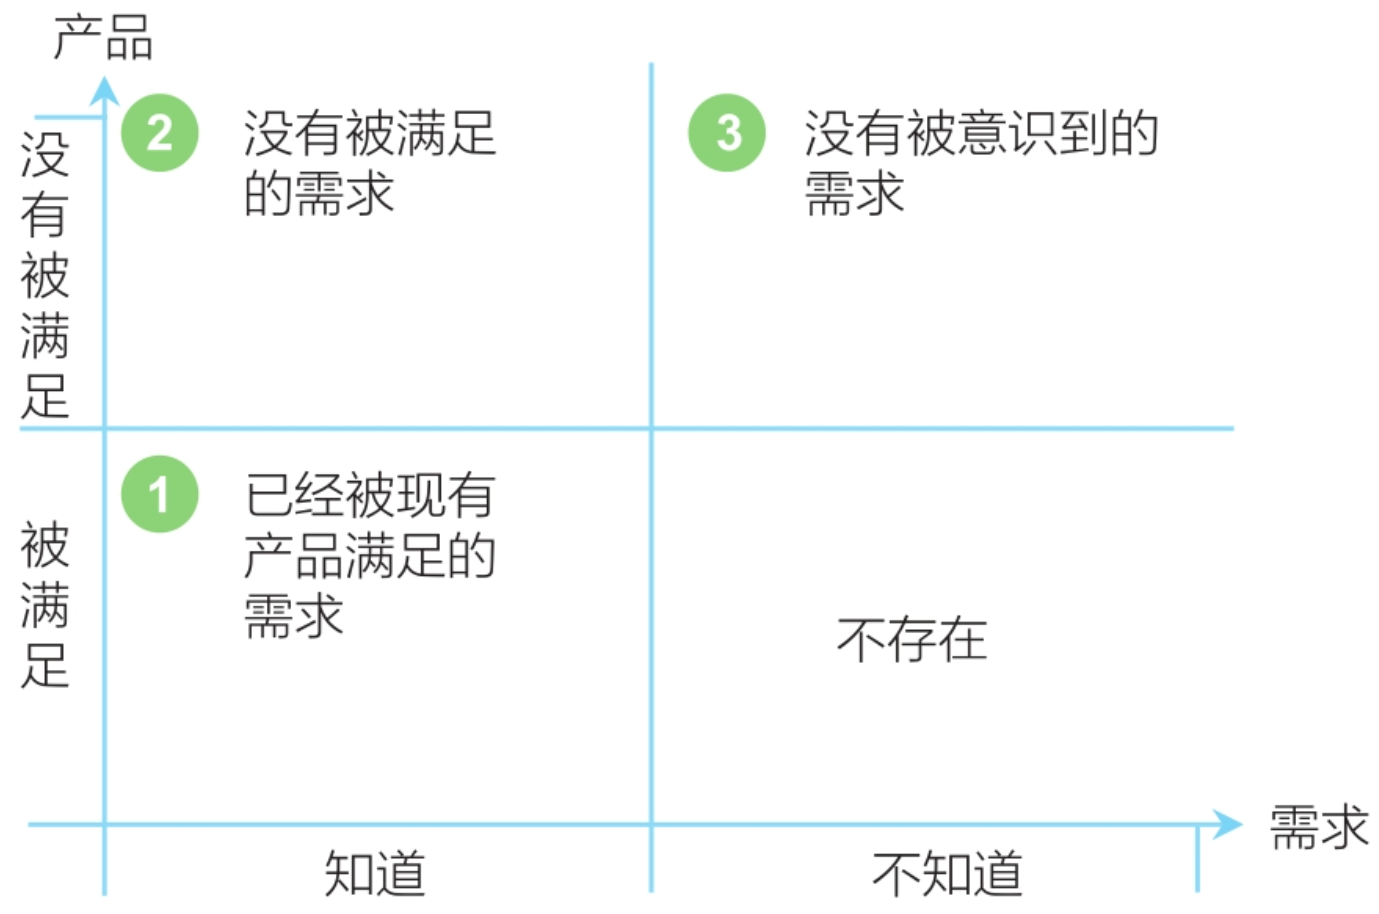 产品
没有被满足
2
没有被满足
的需求
3
没有被意识到的
需求
被满足
1
已经被现有
产品满足的
需求
不存在
需求
知道
不知道